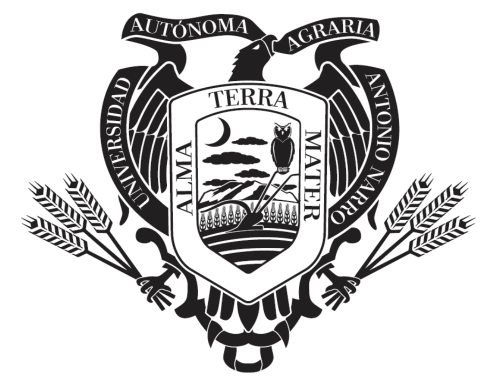 UNIVERSIDAD
AUTÓNOMA
AGRARIA
ANTONIO NARRO
ALMA
TERRA
MATER